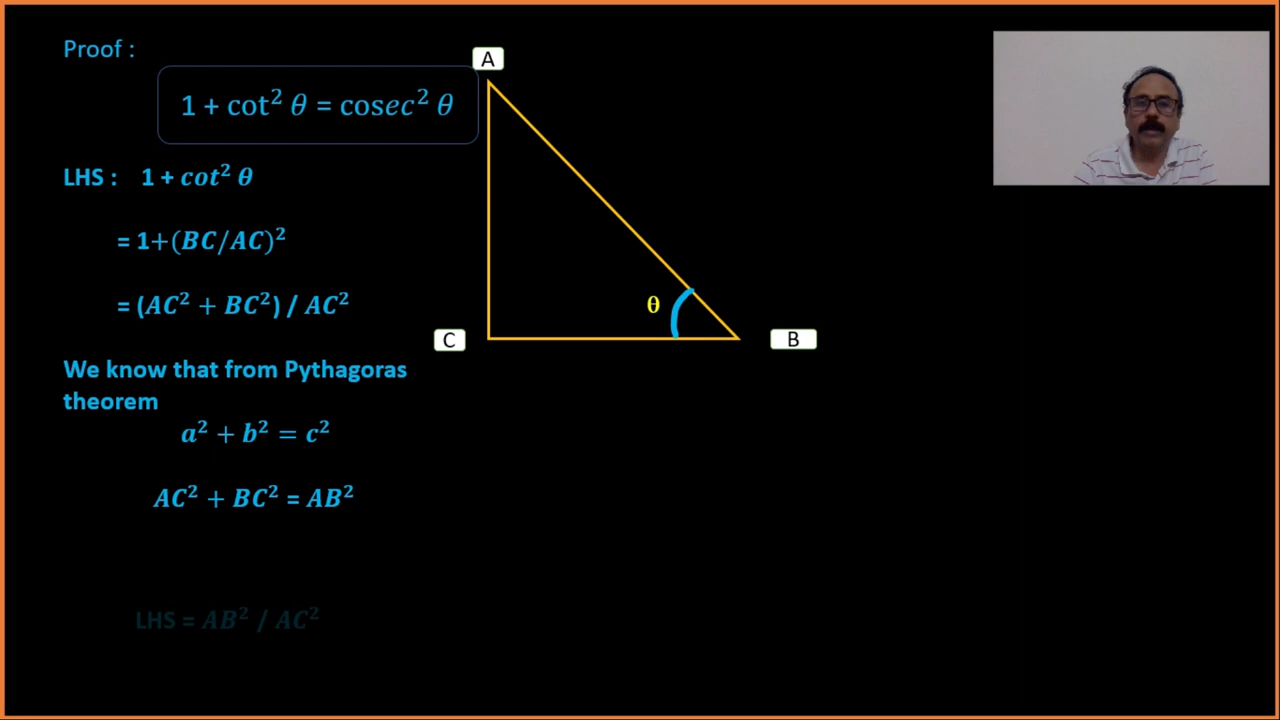 Proof :
A
1 + cot² θ = cosec² θ
LHS : 1 + cot² θ
= 1+(BC/AC)²
= (AC² + BC²) / AC²
θ
C
B
We know that from Pythagoras
theorem
a² + b² = c²
AC² + BC² = AB²
LHS = AB² / AC²